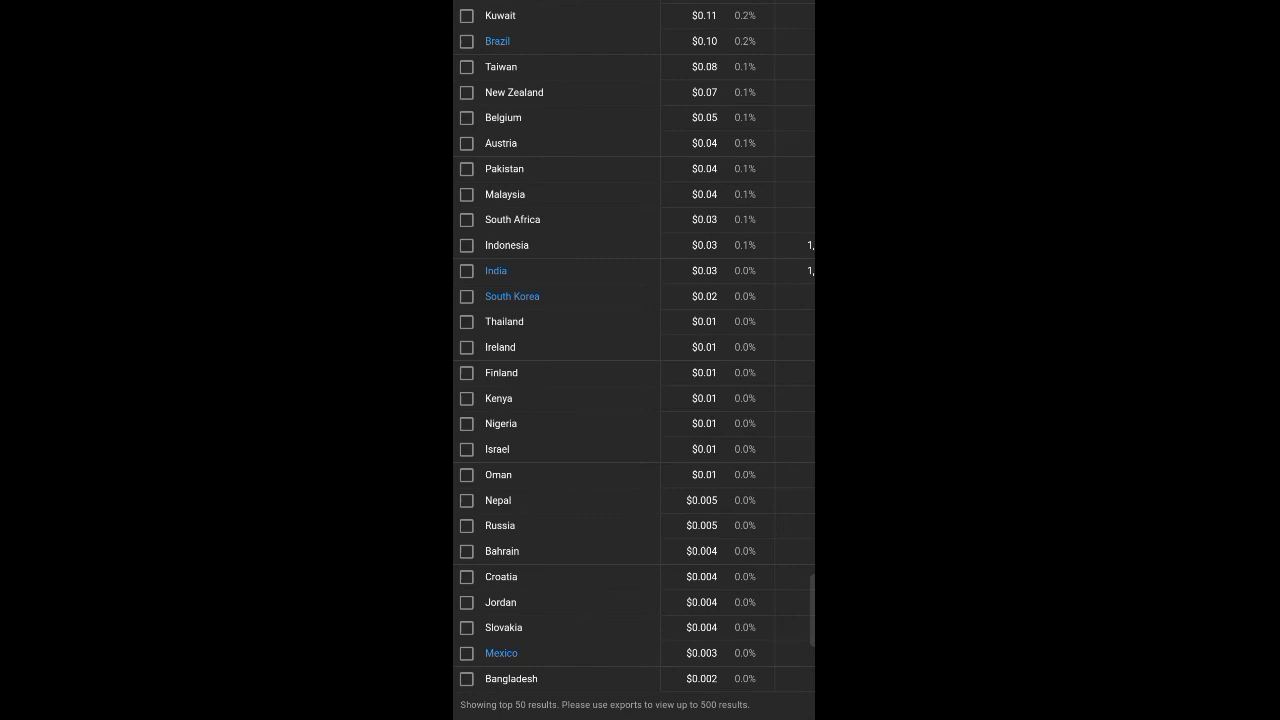 Kuwait $0.11 0.2%
Brazil $0.10 0.2%
Taiwan $0.08 0.1%
New Zealand $0.07 0.1%
Belgium $0.05 0.1%
Austria $0.04 0.1%
Pakistan $0.04 0.1%
Malaysia $0.04 0.1%
South Africa $0.03 0.1%
Indonesia $0.03 0.1% 1,
India $0.03 0.0% 1,
South Korea $0.02 0.0%
Thailand $0.01 0.0%
Ireland $0.01 0.0%
Finland $0.01 0.0%
Kenya $0.01 0.0%
Nigeria $0.01 0.0%
Israel $0.01 0.0%
Oman $0.01 0.0%
Nepal $0.005 0.0%
Russia $0.005 0.0%
Bahrain $0.004 0.0%
Croatia $0.004 0.0%
Jordan $0.004 0.0%
Slovakia $0.004 0.0%
Mexico $0.003 0.0%
Bangladesh $0.002 0.0%
Showing top 50 results. Please use exports to view up to 500 results.